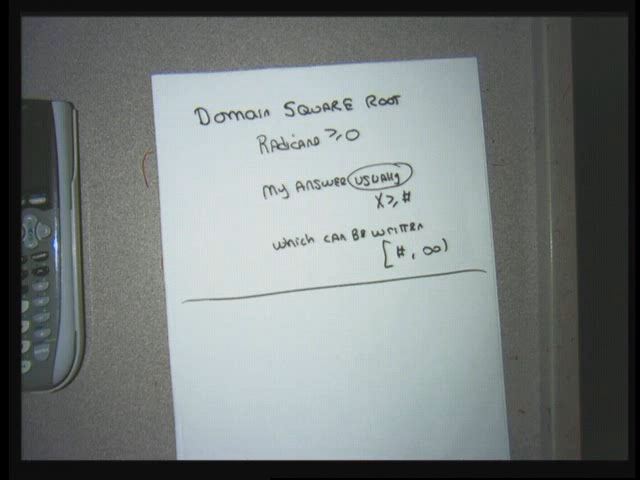 Domain SQUARE ROOT
Radicand ≥ 0
My ANSWER USUALLY
X ≥ #
Which CAN BE WRITTEN
[#, ∞)